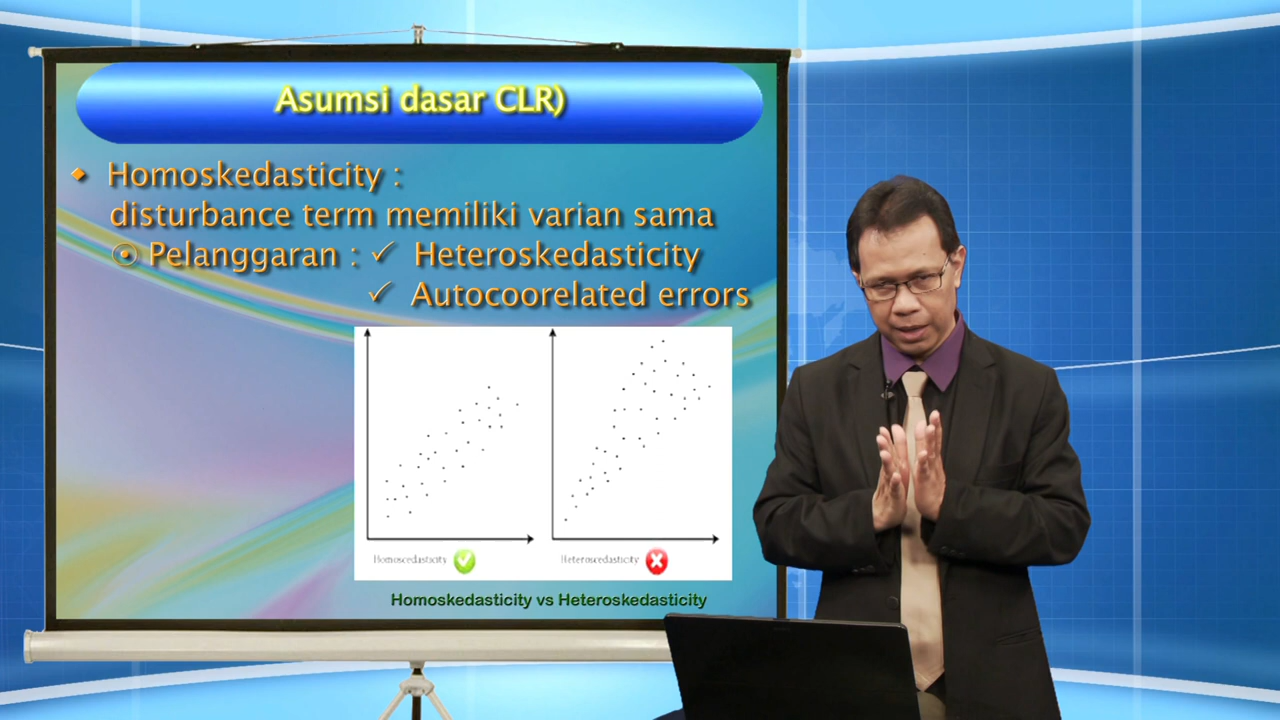 Asumsi dasar CLR)
Homoskedasticity :
disturbance term memiliki varian sama
Pelanggaran : ✓ Heteroskedasticity
✓ Autocoorelated errors
Homoscedasticity
Heteroscedasticity
Homoskedasticity vs Heteroskedasticity